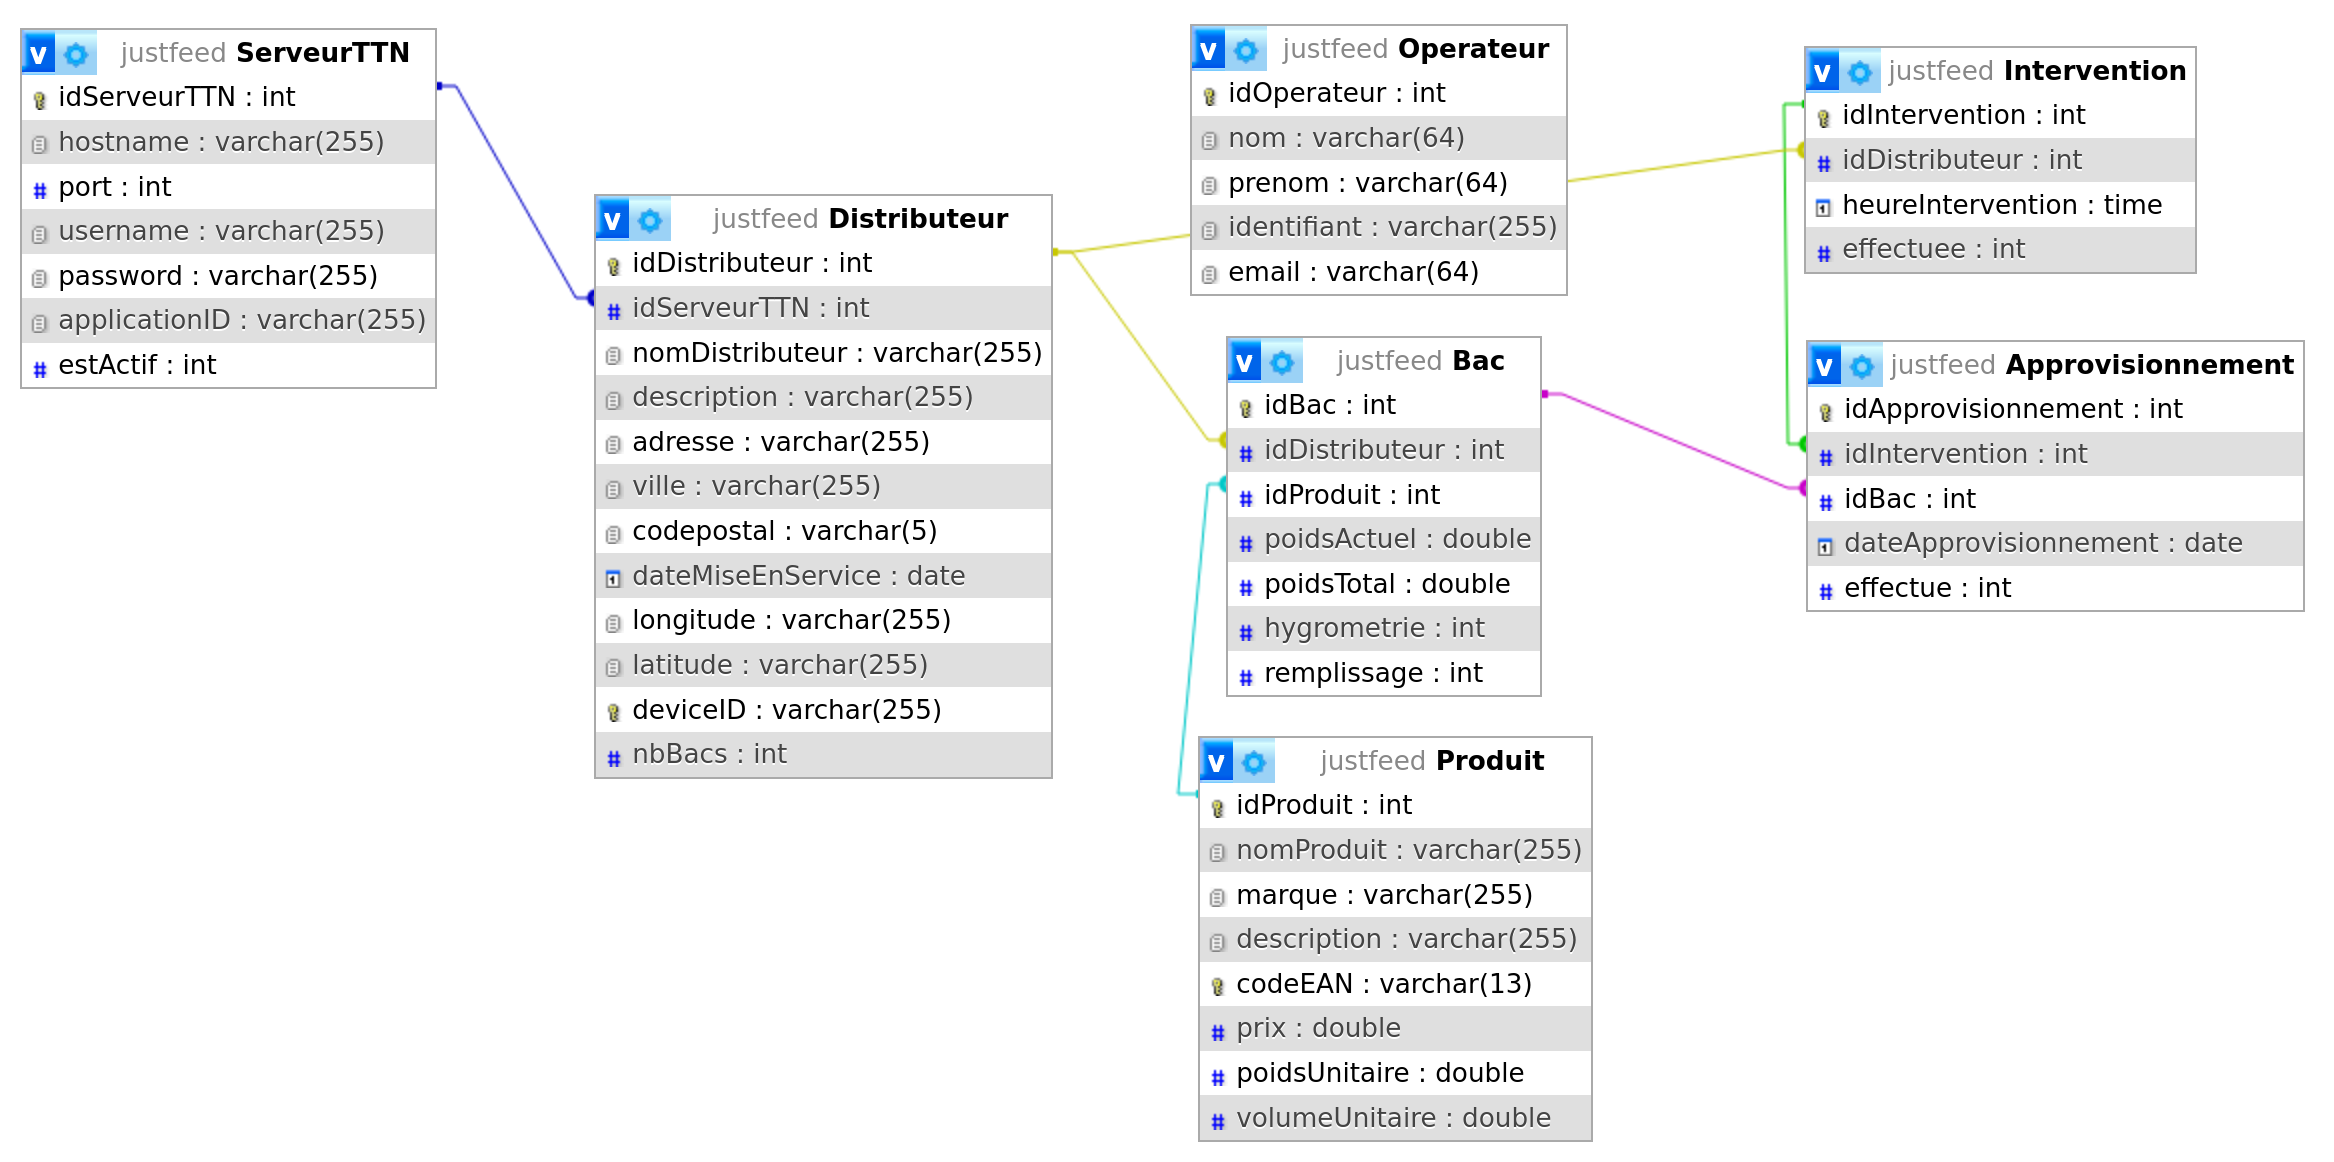 v justfeed ServeurTTN
idServeurTTN : int
hostname : varchar(255)
port : int
username : varchar(255)
password : varchar(255)
applicationID : varchar(255)
estActif : int
v justfeed Distributeur
idDistributeur : int
idServeurTTN : int
nomDistributeur : varchar(255)
description : varchar(255)
adresse : varchar(255)
ville : varchar(255)
codepostal : varchar(5)
dateMiseEnService : date
longitude : varchar(255)
latitude : varchar(255)
deviceID : varchar(255)
nbBacs : int
v justfeed Operateur
idOperateur : int
nom : varchar(64)
prenom : varchar(64)
identifiant : varchar(255)
email : varchar(64)
v justfeed Bac
idBac : int
idDistributeur : int
idProduit : int
poidsActuel : double
poidsTotal : double
hygrometrie : int
remplissage : int
v justfeed Produit
idProduit : int
nomProduit : varchar(255)
marque : varchar(255)
description : varchar(255)
codeEAN : varchar(13)
prix : double
poidsUnitaire : double
volumeUnitaire : double
v justfeed Intervention
idIntervention : int
idDistributeur : int
heureIntervention : time
effectuee : int
v justfeed Approvisionnement
idApprovisionnement : int
idIntervention : int
idBac : int
dateApprovisionnement : date
effectue : int